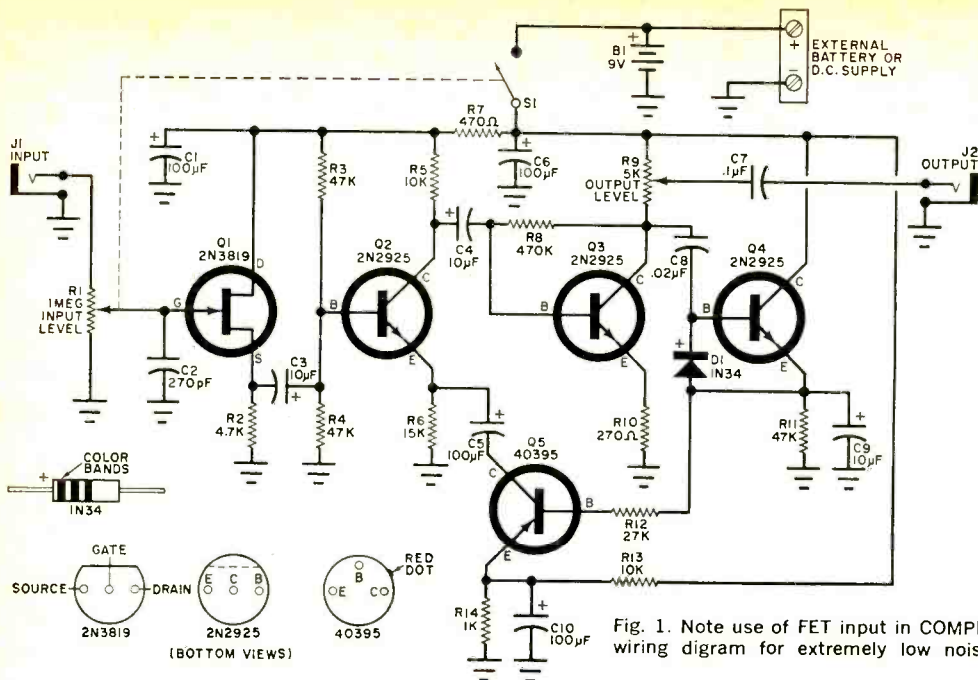 B1
9V
+
+
−
EXTERNAL
BATTERY OR
D.C. SUPPLY
S1
J1
INPUT
V
+
C1
100µF
R7
470Ω
R3
47K
R5
10K
+
C6
100µF
R9
5K
OUTPUT
LEVEL
C7
.1µF
J2
OUTPUT
V
Q1
2N3819
D
G
S
Q2
2N2925
B
C
E
+
C4
10µF
R8
470K
Q3
2N2925
B
C
E
C8
.02µF
Q4
2N2925
B
C
E
R1
1MEG
INPUT
LEVEL
C2
270pF
C3
10µF
+
R2
4.7K
R4
47K
R6
15K
+
C5
100µF
R10
270Ω
+
D1
1N34
R11
47K
+
C9
10µF
Q5
40395
C
B
E
R12
27K
R13
10K
R14
1K
+
C10
100µF
+
COLOR
BANDS
1N34
GATE
SOURCE
DRAIN
2N3819
E C B
2N2925
(BOTTOM VIEWS)
RED
DOT
B
E C
40395
Fig. 1. Note use of FET input in COMP
wiring digram for extremely low nois